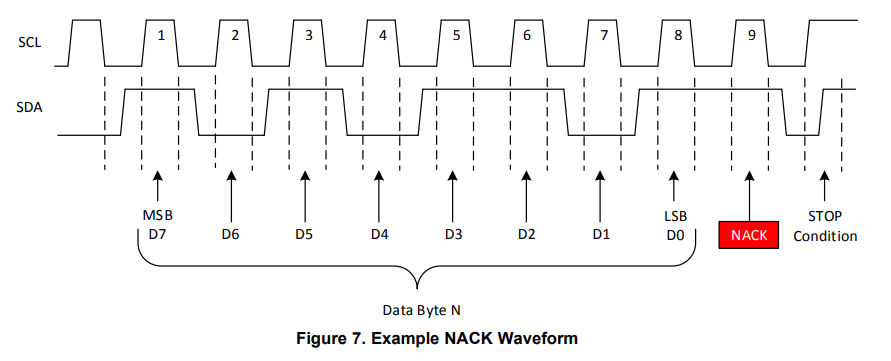 SCL 1 2 3 4 5 6 7 8 9
SDA
MSB LSB STOP
D7 D6 D5 D4 D3 D2 D1 D0 NACK Condition
Data Byte N
Figure 7. Example NACK Waveform